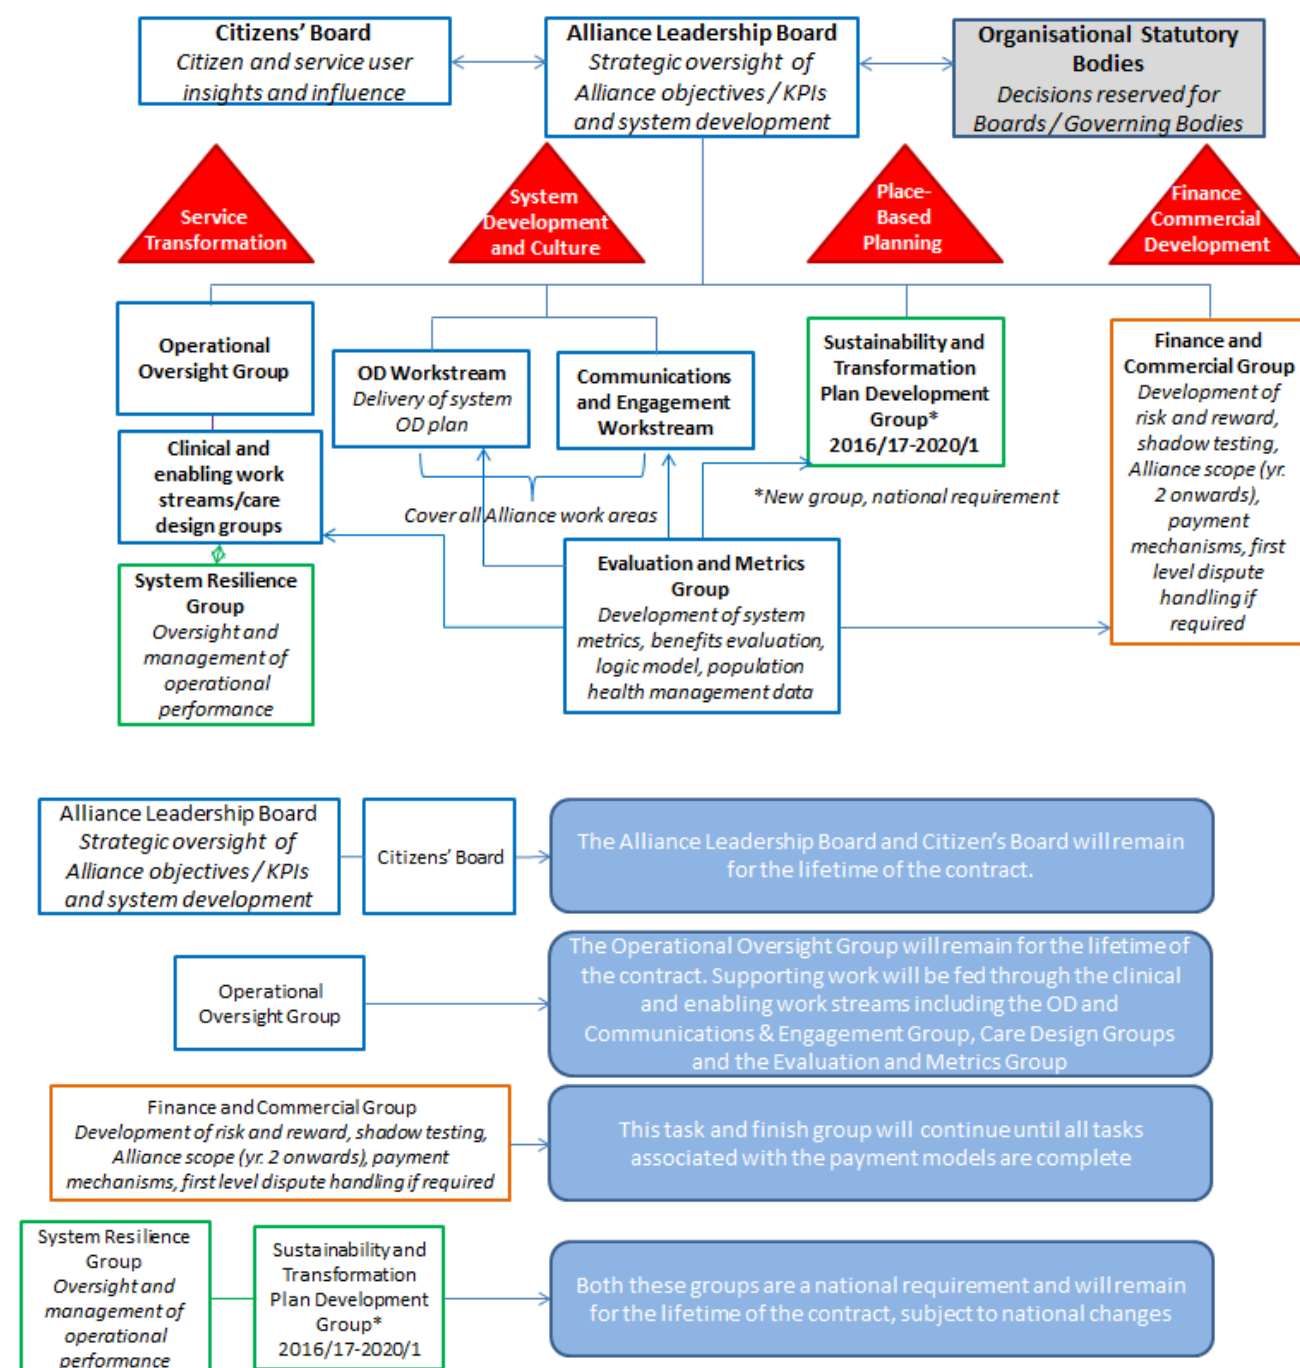 Citizens' Board
Citizen and service user
insights and influence
Alliance Leadership Board
Strategic oversight of
Alliance objectives / KPIs
and system development
Organisational Statutory
Bodies
Decisions reserved for
Boards / Governing Bodies
Service
Transformation
System
Development
and Culture
Place-
Based
Planning
Finance
Commercial
Development
Operational
Oversight Group
OD Workstream
Delivery of system
OD plan
Communications
and Engagement
Workstream
Sustainability and
Transformation
Plan Development
Group*
2016/17-2020/1
Finance and
Commercial Group
Development of
risk and reward,
shadow testing,
Alliance scope (yr.
2 onwards),
payment
mechanisms, first
level dispute
handling if
required
Clinical and
enabling work
streams/care
design groups
Cover all Alliance work areas
*New group, national requirement
System Resilience
Group
Oversight and
management of
operational
performance
Evaluation and Metrics
Group
Development of system
metrics, benefits evaluation,
logic model, population
health management data
Alliance Leadership Board
Strategic oversight of
Alliance objectives / KPIs
and system development
Citizens' Board
The Alliance Leadership Board and Citizen's Board will remain
for the lifetime of the contract.
Operational
Oversight Group
The Operational Oversight Group will remain for the lifetime of
the contract. Supporting work will be fed through the clinical
and enabling work streams including the OD and
Communications & Engagement Group, Care Design Groups
and the Evaluation and Metrics Group
Finance and Commercial Group
Development of risk and reward, shadow testing,
Alliance scope (yr. 2 onwards), payment
mechanisms, first level dispute handling if required
This task and finish group will continue until all tasks
associated with the payment models are complete
System Resilience
Group
Oversight and
management of
operational
performance
Sustainability and
Transformation
Plan Development
Group*
2016/17-2020/1
Both these groups are a national requirement and will remain
for the lifetime of the contract, subject to national changes